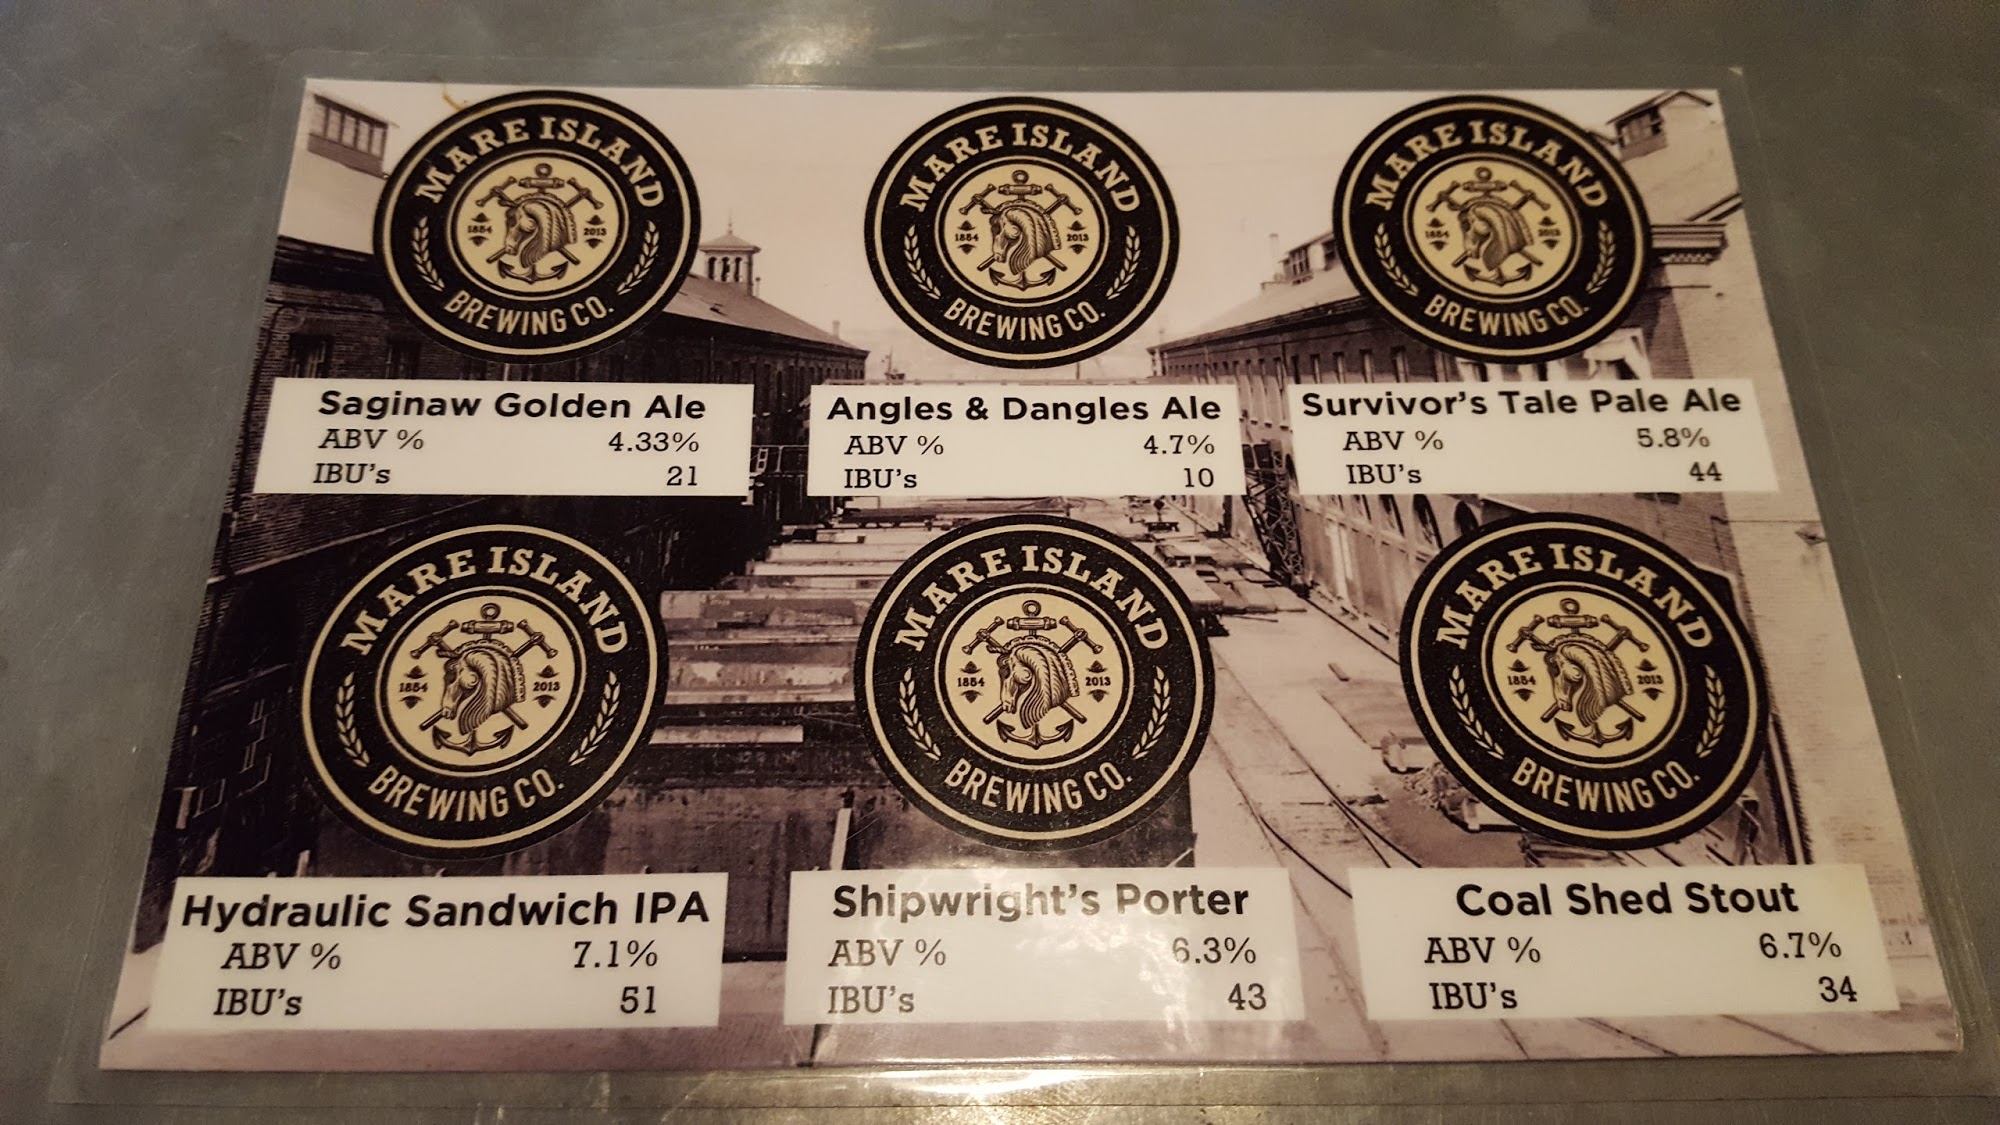 MARE ISLAND
1854 2013
BREWING CO.
Saginaw Golden Ale
ABV % 4.33%
IBU's 21
MARE ISLAND
1854 2013
BREWING CO.
Angles & Dangles Ale
ABV % 4.7%
IBU's 10
MARE ISLAND
1854 2013
BREWING CO.
Survivor's Tale Pale Ale
ABV % 5.8%
IBU's 44
MARE ISLAND
1854 2013
BREWING CO.
Hydraulic Sandwich IPA
ABV % 7.1%
IBU's 51
MARE ISLAND
1854 2013
BREWING CO.
Shipwright's Porter
ABV % 6.3%
IBU's 43
MARE ISLAND
1854 2013
BREWING CO.
Coal Shed Stout
ABV % 6.7%
IBU's 34